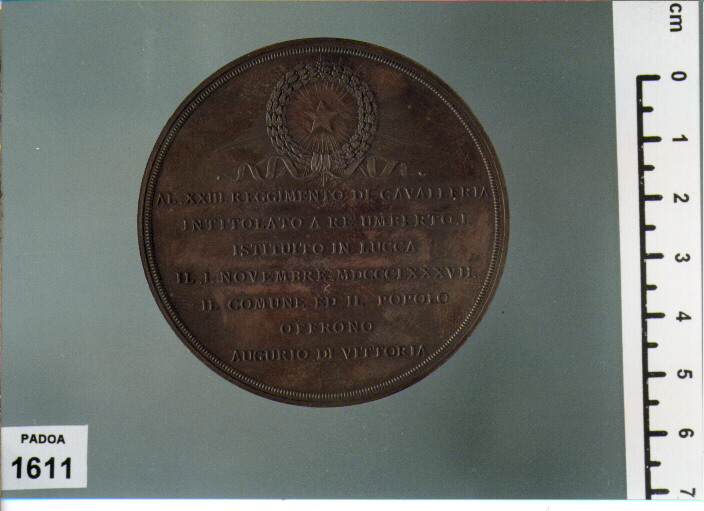 AL XXIII REGGIMENTO DI CAVALLERIA
INTITOLATO A RE UMBERTO I.
ISTITUITO IN LUCCA
IL I. NOVEMBRE MDCCCLXXXVII.
IL COMUNE ED IL POPOLO
OFFRONO
AUGURIO DI VITTORIA
PADOA
1611
cm
0
1
2
3
4
5
6
7